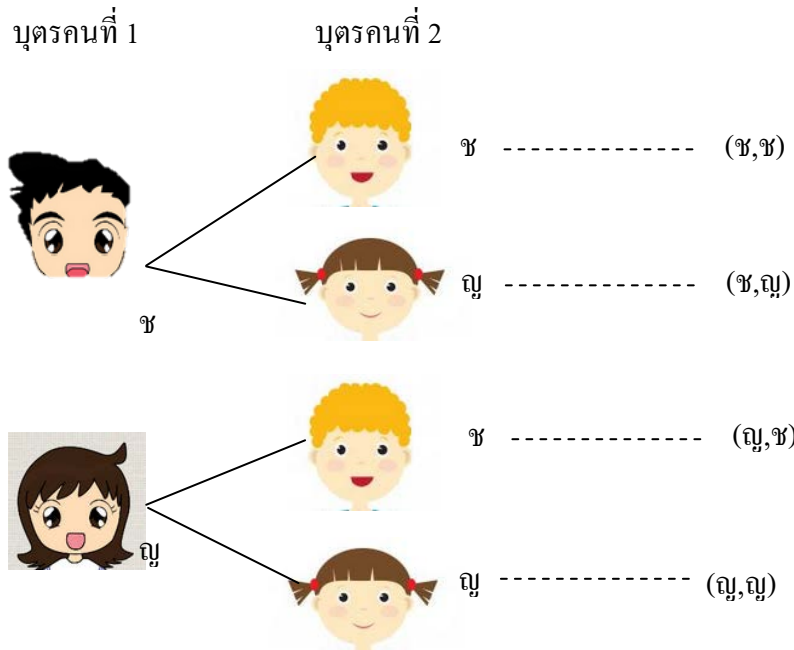 บุตรคนที่ 1 บุตรคนที่ 2
ช - - - - - - - - - - - - - - (ช,ช)
ญ - - - - - - - - - - - - - - (ช,ญ)
ช
ช - - - - - - - - - - - - - - (ญ,ช)
ญ
ญ - - - - - - - - - - - - - - (ญ,ญ)